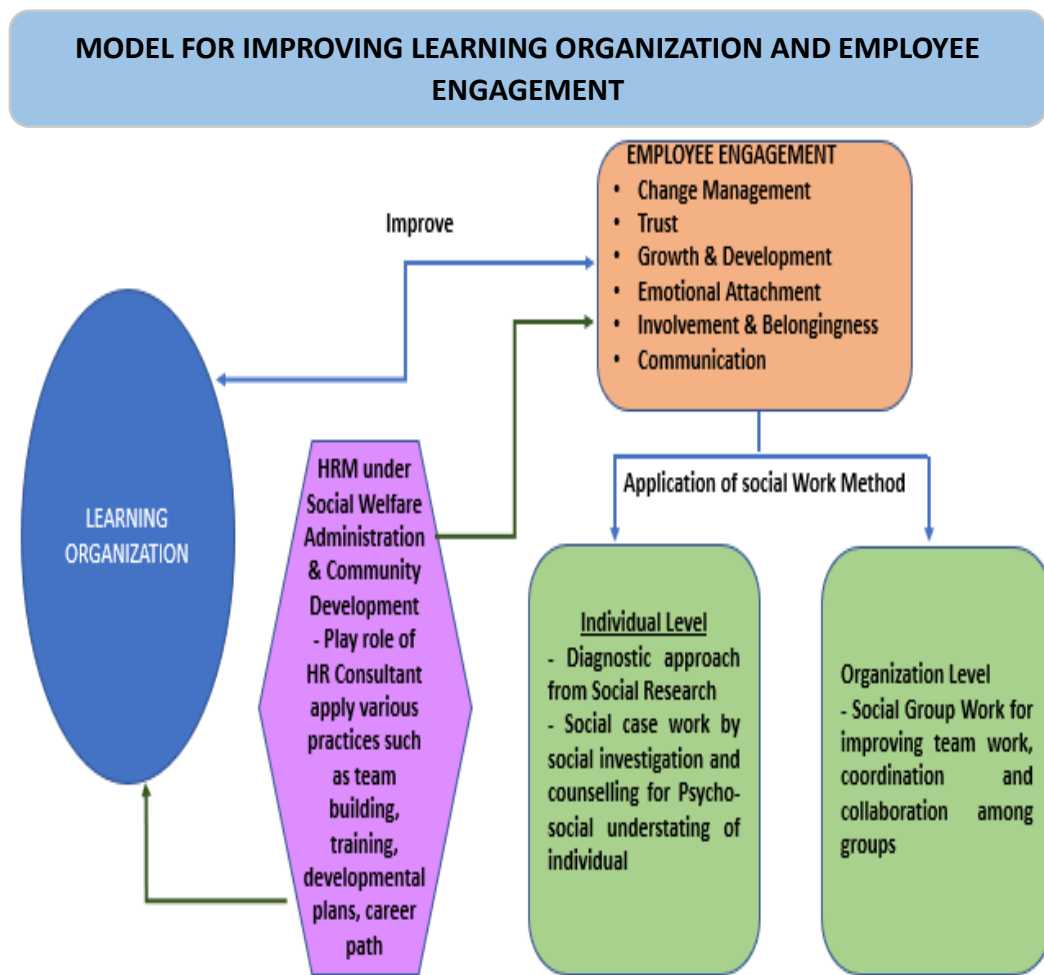 MODEL FOR IMPROVING LEARNING ORGANIZATION AND EMPLOYEE
ENGAGEMENT
EMPLOYEE ENGAGEMENT
• Change Management
• Trust
• Growth & Development
• Emotional Attachment
• Involvement & Belongingness
• Communication
Improve
LEARNING
ORGANIZATION
HRM under
Social Welfare
Administration
& Community
Development
- Play role of
HR Consultant
apply various
practices such
as team
building,
training,
developmental
plans, career
path
Application of social Work Method
Individual Level
- Diagnostic approach
from Social Research
- Social case work by
social investigation and
counselling for Psycho-
social understating of
individual
Organization Level
- Social Group Work for
improving team work,
coordination and
collaboration among
groups